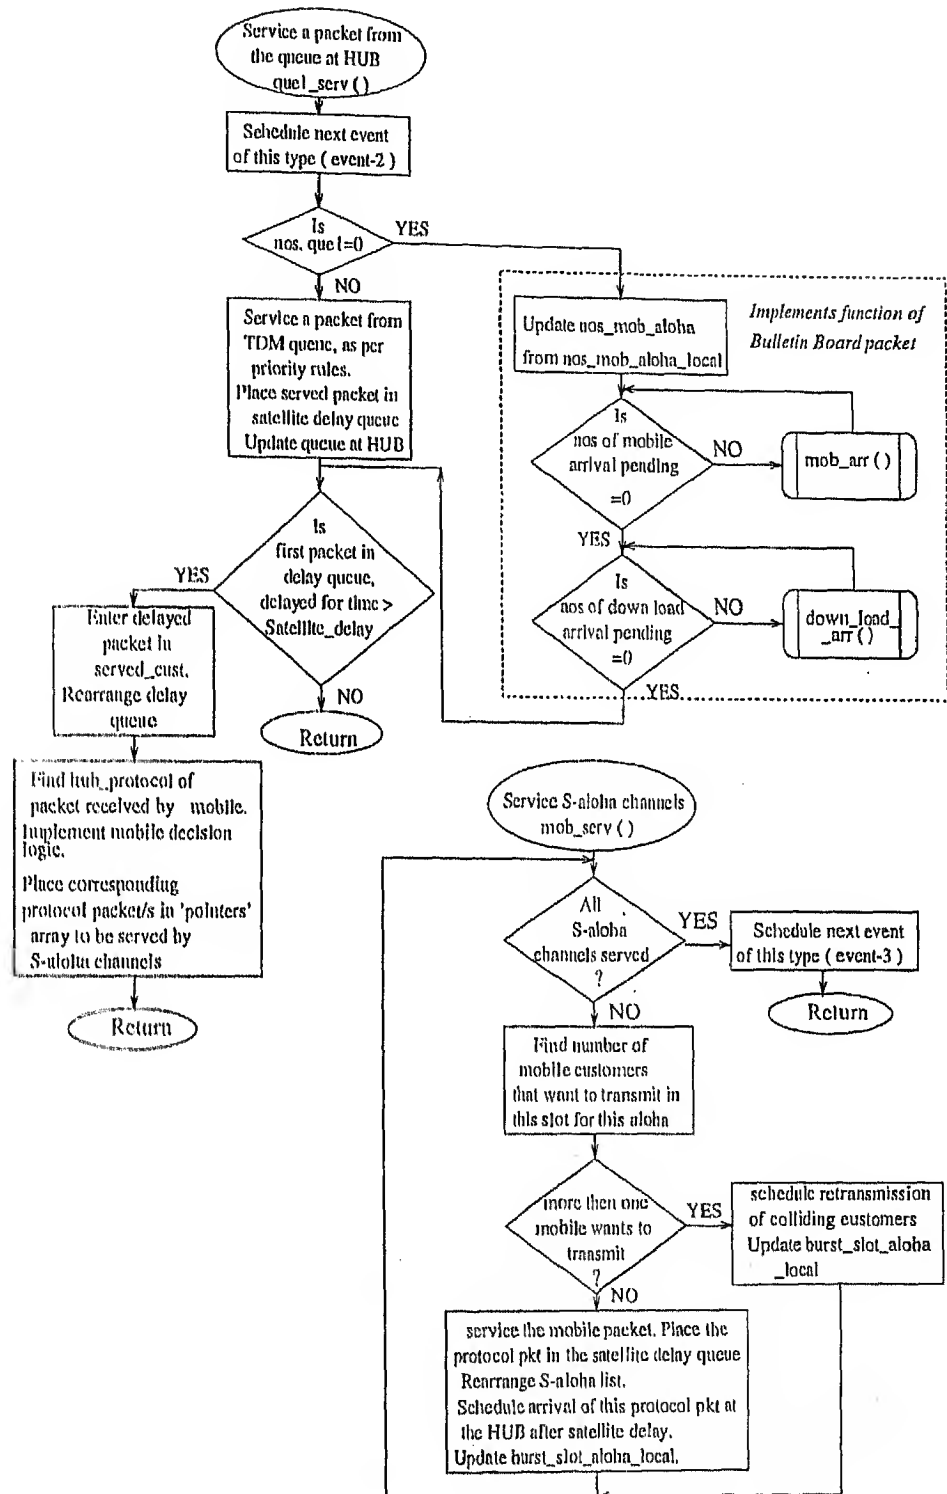 Service a packet from
the queue at HUB
que1_serv ( )
Schedule next event
of this type ( event-2 )
Is
nos. que1=0
YES
NO
Service a packet from
TDM queue, as per
priority rules.
Place served packet in
satellite delay queue
Update queue at HUB
Update nos_mob_aloha
from nos_mob_aloha_local
Implements function of
Bulletin Board packet
Is
nos of mobile
arrival pending
=0
NO
mob_arr ( )
YES
Is
nos of down load
arrival pending
=0
NO
down_load_
_arr ( )
YES
Is
first packet in
delay queue,
delayed for time >
Satellite_delay
YES
NO
Return
Enter delayed
packet in
served_cust.
Rearrange delay
queue
Find hub_protocol of
packet received by mobile.
Implement mobile decision
logic.
Place corresponding
protocol packet/s in 'pointers'
array to be served by
S-aloha channels
Return
Service S-aloha channels
mob_serv ( )
All
S-aloha
channels served
?
YES
Schedule next event
of this type ( event-3 )
Return
NO
Find number of
mobile customers
that want to transmit in
this slot for this aloha
more then one
mobile wants to
transmit
?
YES
schedule retransmission
of colliding customers
Update burst_slot_aloha
_local
NO
service the mobile packet. Place the
protocol pkt in the satellite delay queue
Rearrange S-aloha list.
Schedule arrival of this protocol pkt at
the HUB after satellite delay.
Update burst_slot_aloha_local.